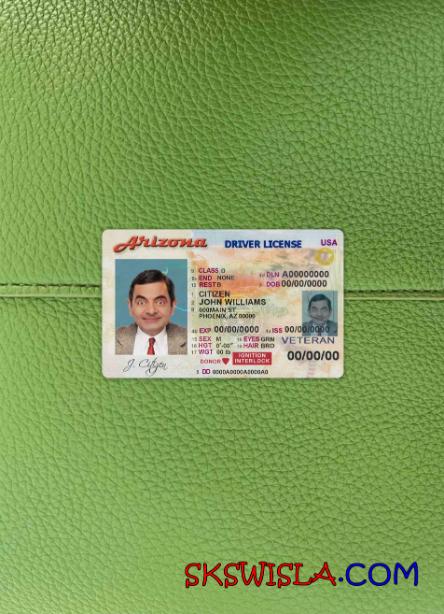 Arizona DRIVER LICENSE USA
9 CLASS D
9a END NONE
12 REST B
4d DLN A00000000
3 DOB 00/00/0000
1 CITIZEN
2 JOHN WILLIAMS
8 000MAIN ST
PHOENIX, AZ 00000
4b EXP 00/00/0000 4a ISS 00/00/0000
15 SEX M 18 EYES GRN
16 HGT 0'-00" 19 HAIR BRO
17 WGT 00 lb
VETERAN
DONOR
IGNITION
INTERLOCK
00/00/00
J. Citizen
5 DD 0000A0000A0000A0
SKSWISLA.COM